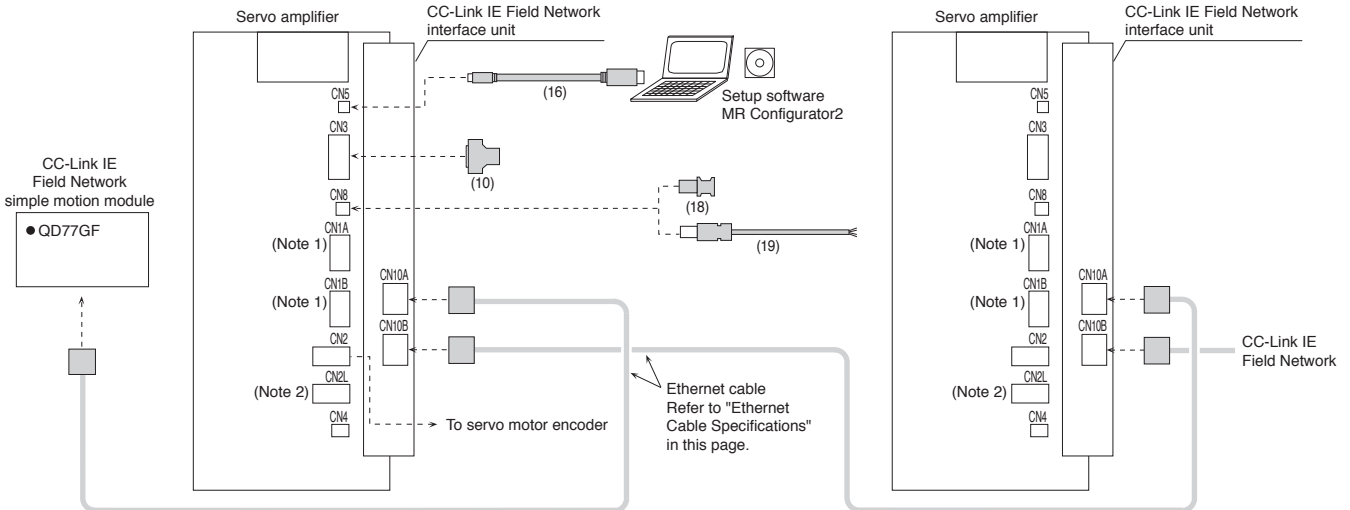 Servo amplifier
CC-Link IE Field Network
interface unit
CN5
(16)
Setup software
MR Configurator2
CN3
(10)
CC-Link IE
Field Network
simple motion module
QD77GF
CN8
(18)
(19)
CN1A
(Note 1)
CN10A
CN1B
(Note 1)
CN10B
CN2
CN2L
(Note 2)
CN4
To servo motor encoder
Ethernet cable
Refer to "Ethernet
Cable Specifications"
in this page.
Servo amplifier
CC-Link IE Field Network
interface unit
CN5
CN3
CN8
CN1A
(Note 1)
CN10A
CN1B
(Note 1)
CN10B
CN2
CN2L
(Note 2)
CN4
CC-Link IE
Field Network